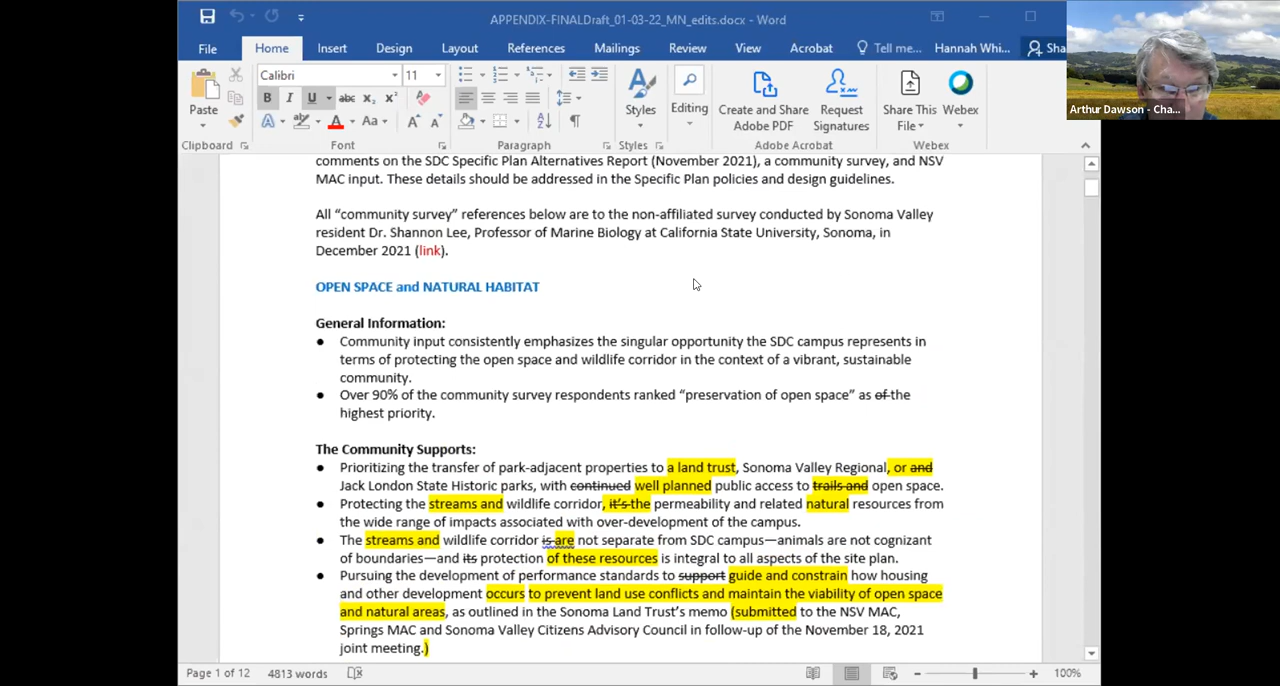 APPENDIX-FINALDraft_01-03-22_MN_edits.docx - Word
File Home Insert Design Layout References Mailings Review View Acrobat Tell me... Hannah Whi... Sha
Arthur Dawson - Cha...
Calibri 11
Paste
B I U abc x₂ x² A Aa A A
Styles
Editing
Create and Share Adobe PDF
Request Signatures
Share This File
Webex
Clipboard Font Paragraph Styles Adobe Acrobat Webex
comments on the SDC Specific Plan Alternatives Report (November 2021), a community survey, and NSV
MAC input. These details should be addressed in the Specific Plan policies and design guidelines.
All “community survey” references below are to the non-affiliated survey conducted by Sonoma Valley
resident Dr. Shannon Lee, Professor of Marine Biology at California State University, Sonoma, in
December 2021 (link).
OPEN SPACE and NATURAL HABITAT
General Information:
● Community input consistently emphasizes the singular opportunity the SDC campus represents in
terms of protecting the open space and wildlife corridor in the context of a vibrant, sustainable
community.
● Over 90% of the community survey respondents ranked “preservation of open space” as of the
highest priority.
The Community Supports:
● Prioritizing the transfer of park-adjacent properties to a land trust, Sonoma Valley Regional, or and
Jack London State Historic parks, with continued well planned public access to trails and open space.
● Protecting the streams and wildlife corridor, it’s the permeability and related natural resources from
the wide range of impacts associated with over-development of the campus.
● The streams and wildlife corridor is are not separate from SDC campus—animals are not cognizant
of boundaries—and its protection of these resources is integral to all aspects of the site plan.
● Pursuing the development of performance standards to support guide and constrain how housing
and other development occurs to prevent land use conflicts and maintain the viability of open space
and natural areas, as outlined in the Sonoma Land Trust’s memo (submitted to the NSV MAC,
Springs MAC and Sonoma Valley Citizens Advisory Council in follow-up of the November 18, 2021
joint meeting.)
Page 1 of 12 4813 words 100%